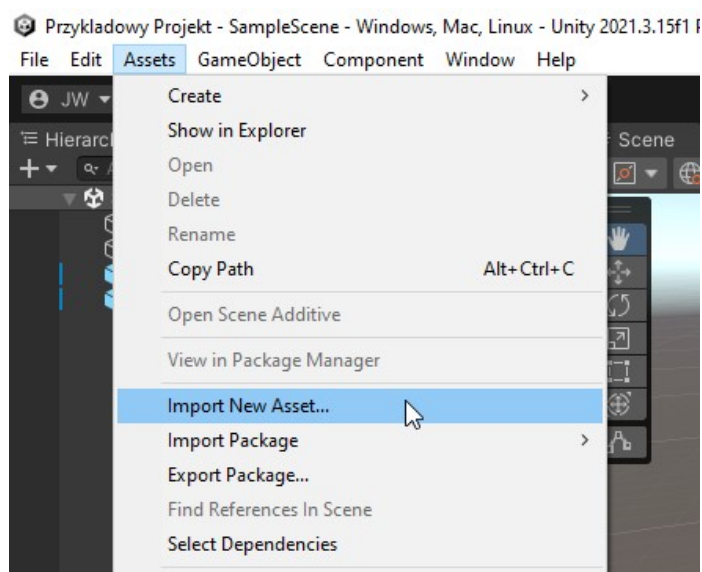 Przykladowy Projekt - SampleScene - Windows, Mac, Linux - Unity 2021.3.15f1
File Edit Assets GameObject Component Window Help
JW
Create
Hierarc
Show in Explorer
Scene
Open
Delete
Rename
Copy Path Alt+Ctrl+C
Open Scene Additive
View in Package Manager
Import New Asset...
Import Package
Export Package...
Find References In Scene
Select Dependencies